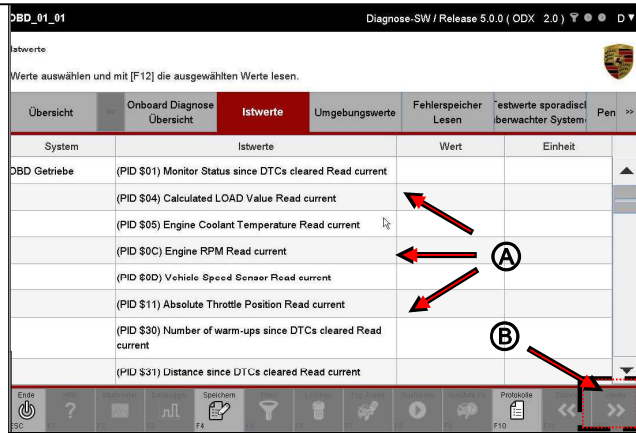 OBD_01_01
Diagnose-SW / Release 5.0.0 ( ODX 2.0 )
D
Istwerte
Werte auswählen und mit [F12] die ausgewählten Werte lesen.
Übersicht
Onboard Diagnose
Übersicht
Istwerte
Umgebungswerte
Fehlerspeicher
Lesen
Testwerte sporadisch
überwachter System
Pen
>>
System
Istwerte
Wert
Einheit
OBD Getriebe
(PID $01) Monitor Status since DTCs cleared Read current
(PID $04) Calculated LOAD Value Read current
(PID $05) Engine Coolant Temperature Read current
(PID $0C) Engine RPM Read current
A
(PID $0D) Vehicle Speed Sensor Read current
(PID $11) Absolute Throttle Position Read current
(PID $30) Number of warm-ups since DTCs cleared Read
current
B
(PID $31) Distance since DTCs cleared Read current
Ende
ESC
Speichern
F4
Protokolle
F10